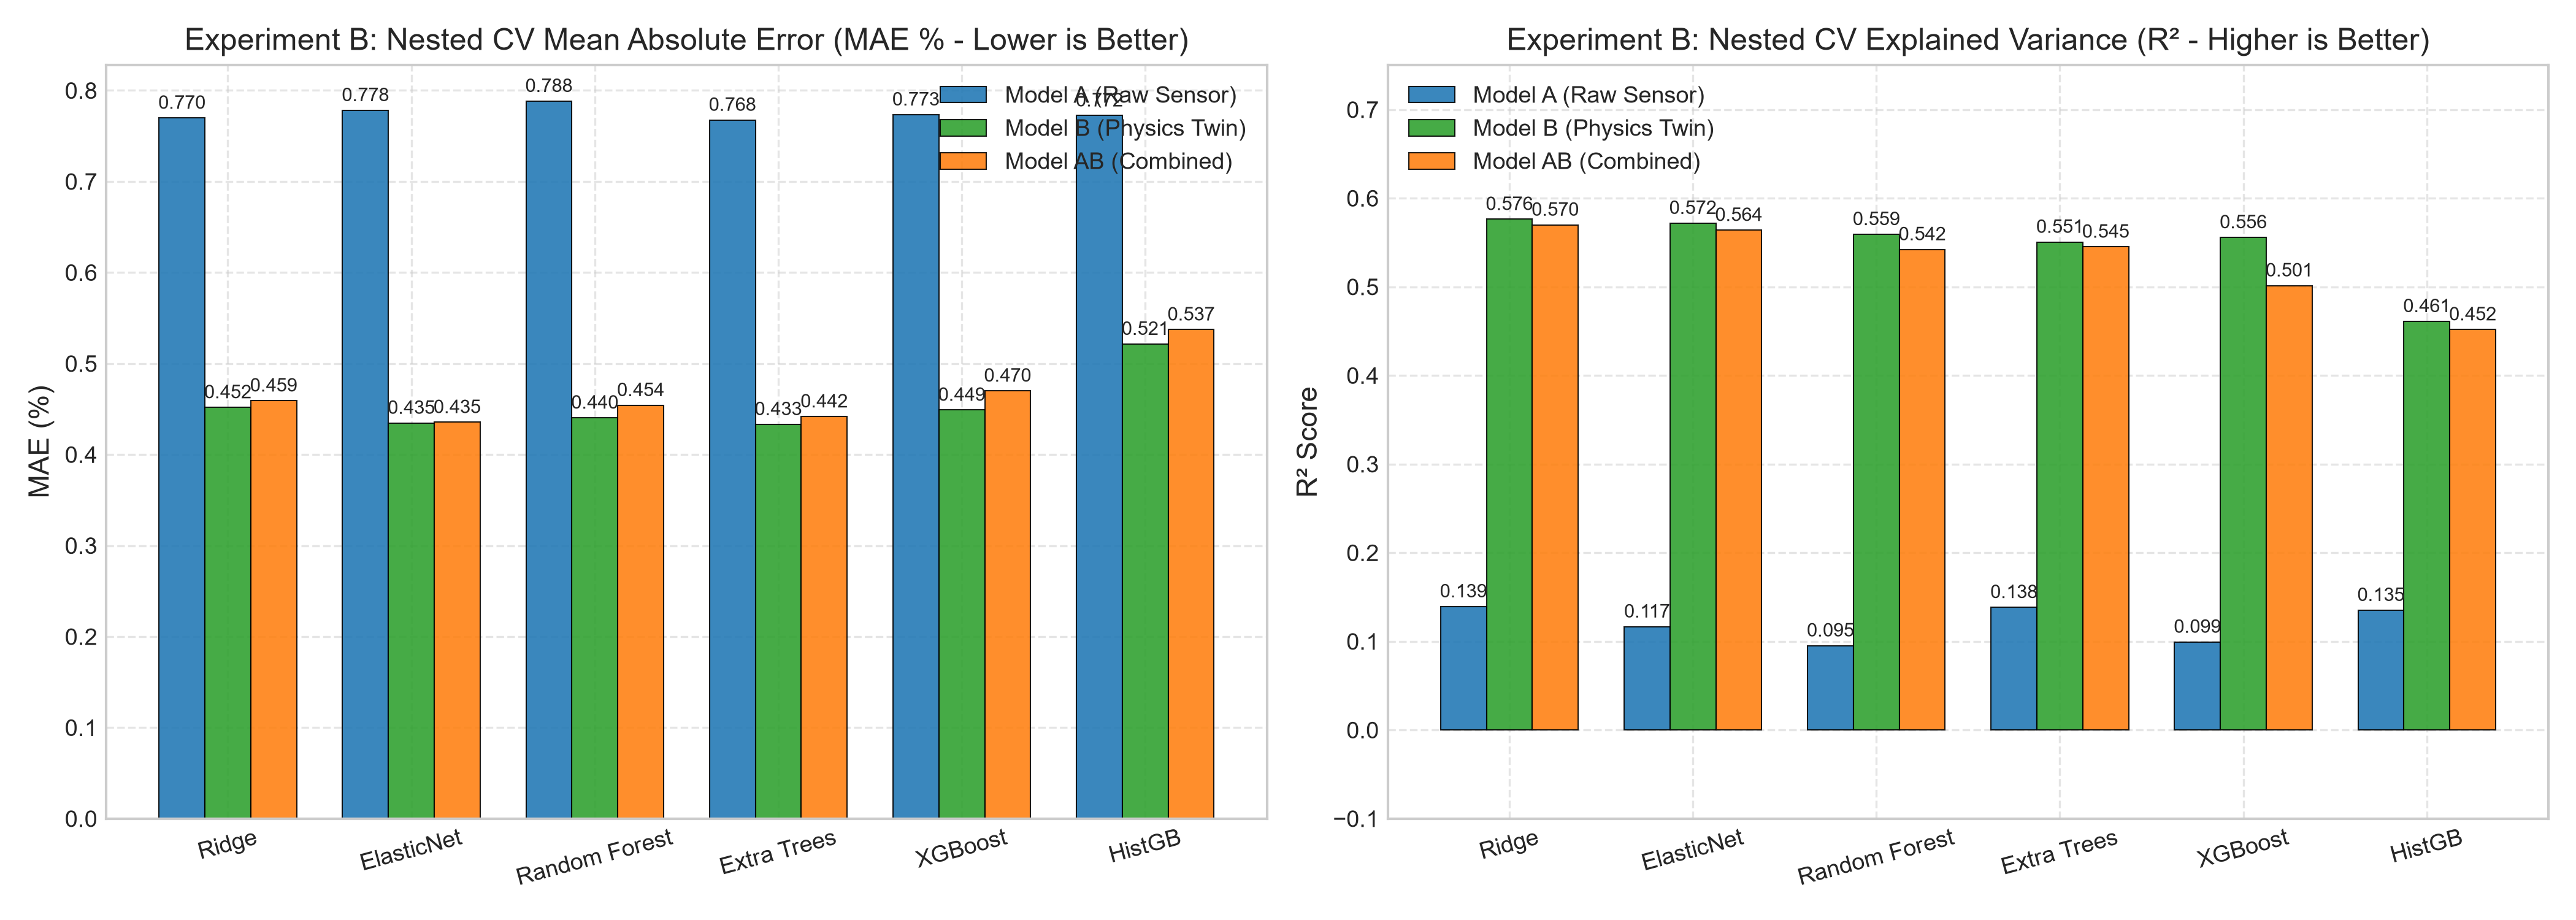 Experiment B: Nested CV Mean Absolute Error (MAE % - Lower is Better)
MAE (%)
0.8
0.7
0.6
0.5
0.4
0.3
0.2
0.1
0.0
Model A (Raw Sensor)
Model B (Physics Twin)
Model AB (Combined)
0.770
0.778
0.788
0.768
0.773
0.772
0.452
0.459
0.435
0.435
0.440
0.454
0.433
0.442
0.449
0.470
0.521
0.537
Ridge
ElasticNet
Random Forest
Extra Trees
XGBoost
HistGB
Experiment B: Nested CV Explained Variance (R² - Higher is Better)
R² Score
0.7
0.6
0.5
0.4
0.3
0.2
0.1
0.0
−0.1
Model A (Raw Sensor)
Model B (Physics Twin)
Model AB (Combined)
0.139
0.576
0.570
0.117
0.572
0.564
0.095
0.559
0.542
0.138
0.551
0.545
0.099
0.556
0.501
0.135
0.461
0.452
Ridge
ElasticNet
Random Forest
Extra Trees
XGBoost
HistGB